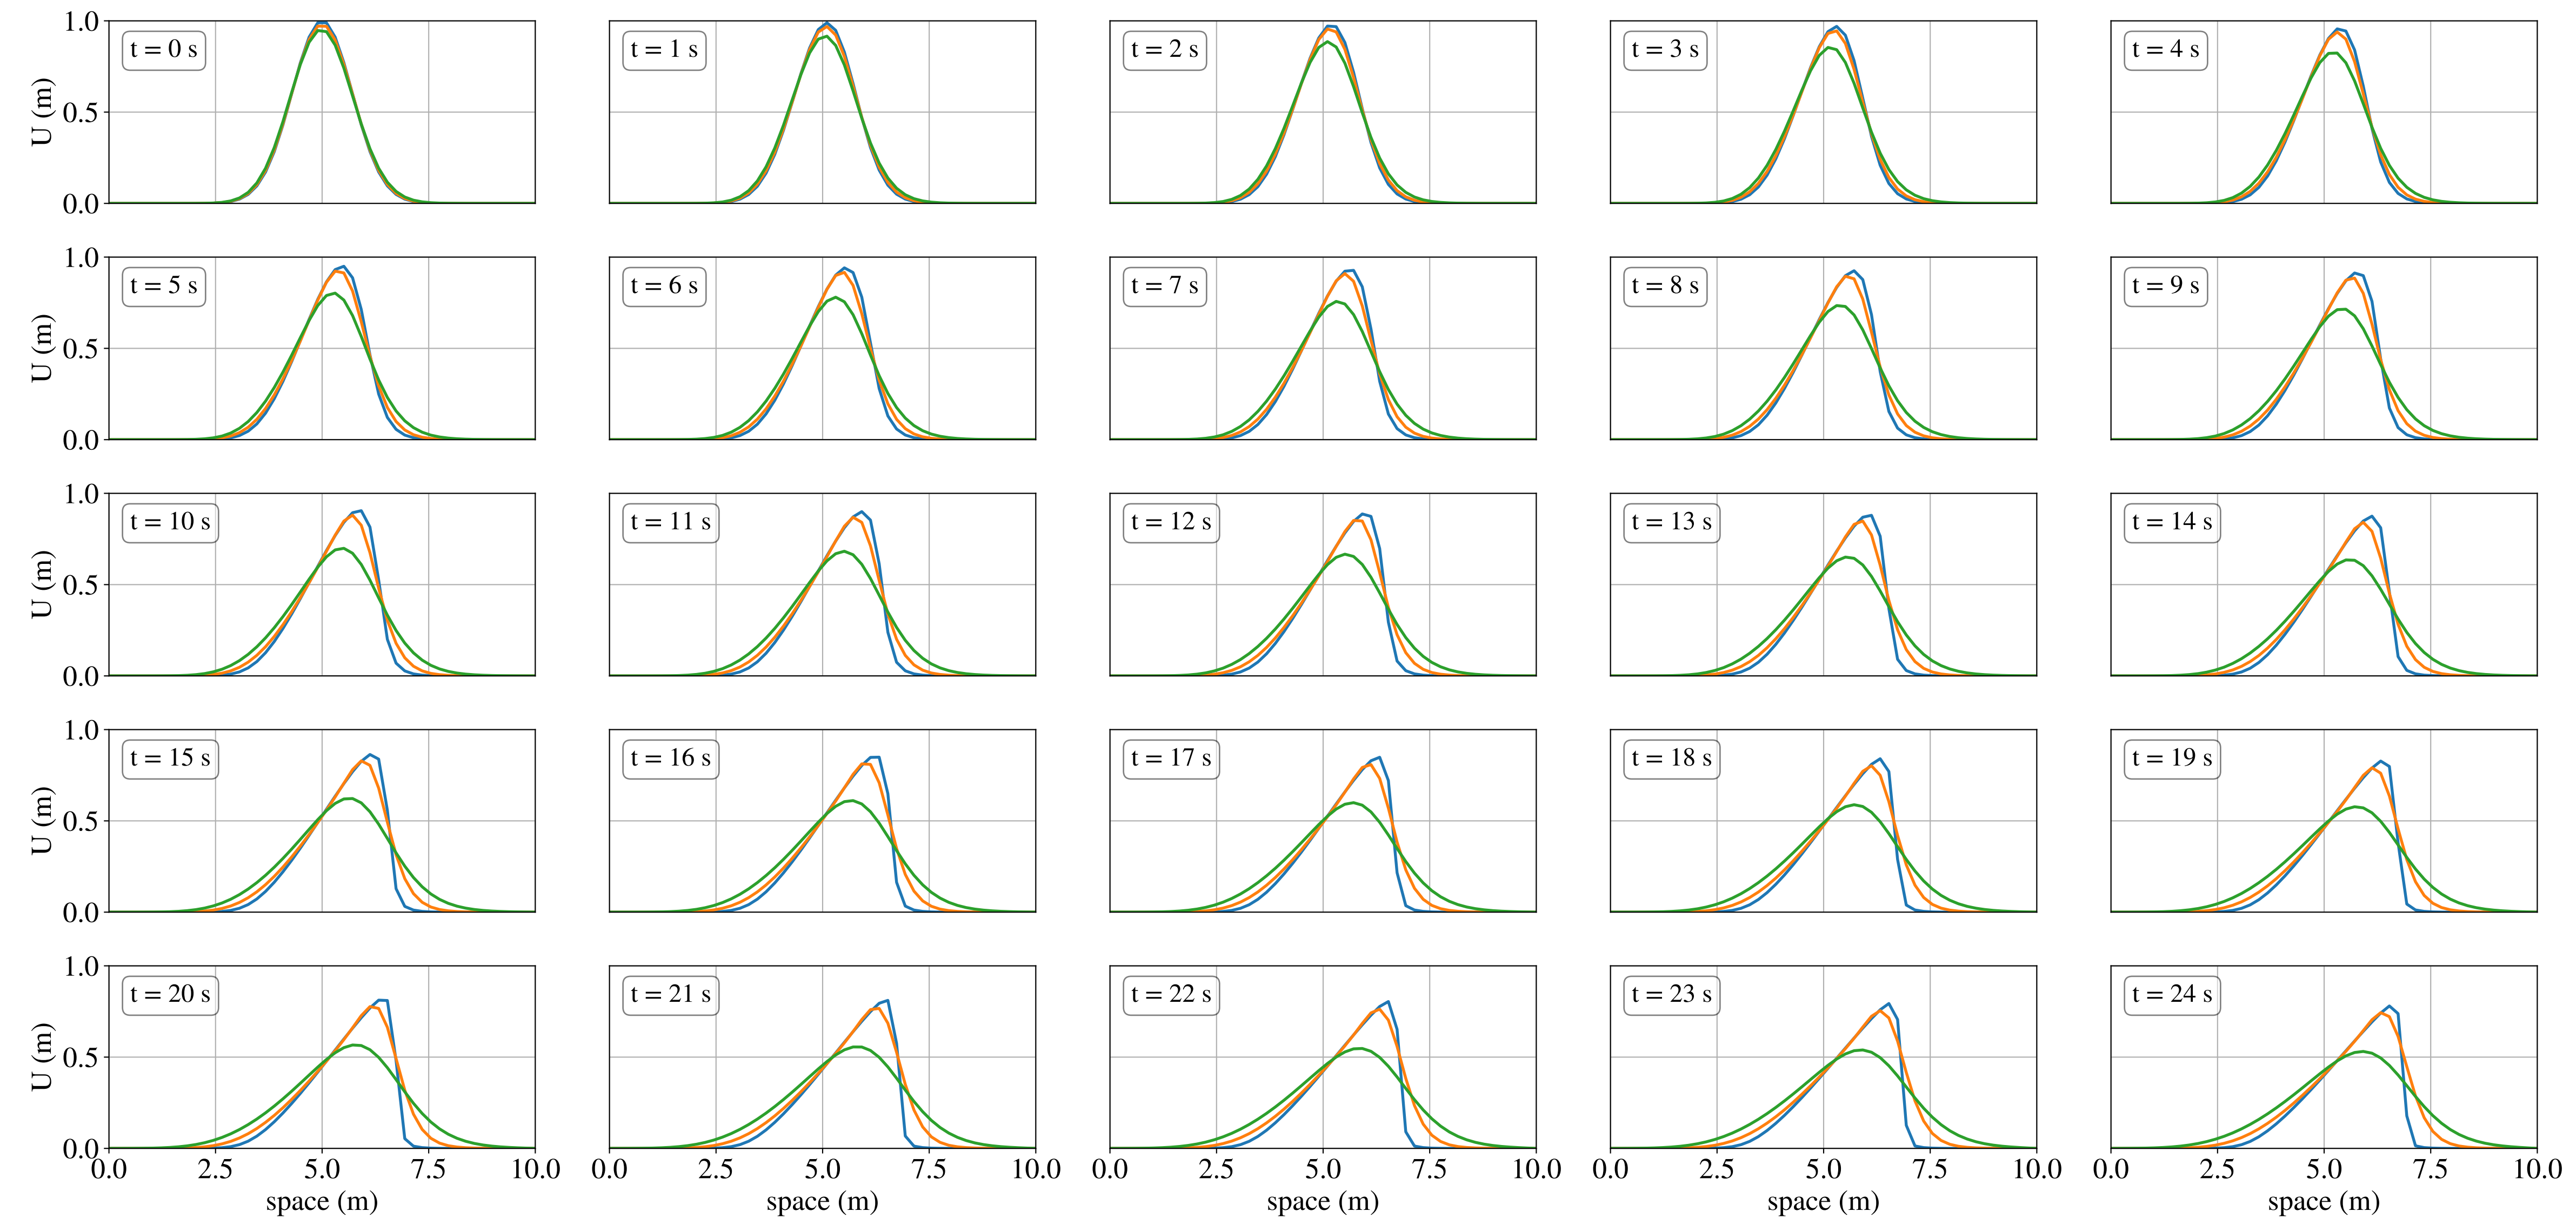 1.0
0.5
0.0
U (m)
t = 0 s
t = 1 s
t = 2 s
t = 3 s
t = 4 s
1.0
0.5
0.0
U (m)
t = 5 s
t = 6 s
t = 7 s
t = 8 s
t = 9 s
1.0
0.5
0.0
U (m)
t = 10 s
t = 11 s
t = 12 s
t = 13 s
t = 14 s
1.0
0.5
0.0
U (m)
t = 15 s
t = 16 s
t = 17 s
t = 18 s
t = 19 s
1.0
0.5
0.0
U (m)
t = 20 s
t = 21 s
t = 22 s
t = 23 s
t = 24 s
0.0 2.5 5.0 7.5 10.0
0.0 2.5 5.0 7.5 10.0
0.0 2.5 5.0 7.5 10.0
0.0 2.5 5.0 7.5 10.0
0.0 2.5 5.0 7.5 10.0
space (m)
space (m)
space (m)
space (m)
space (m)